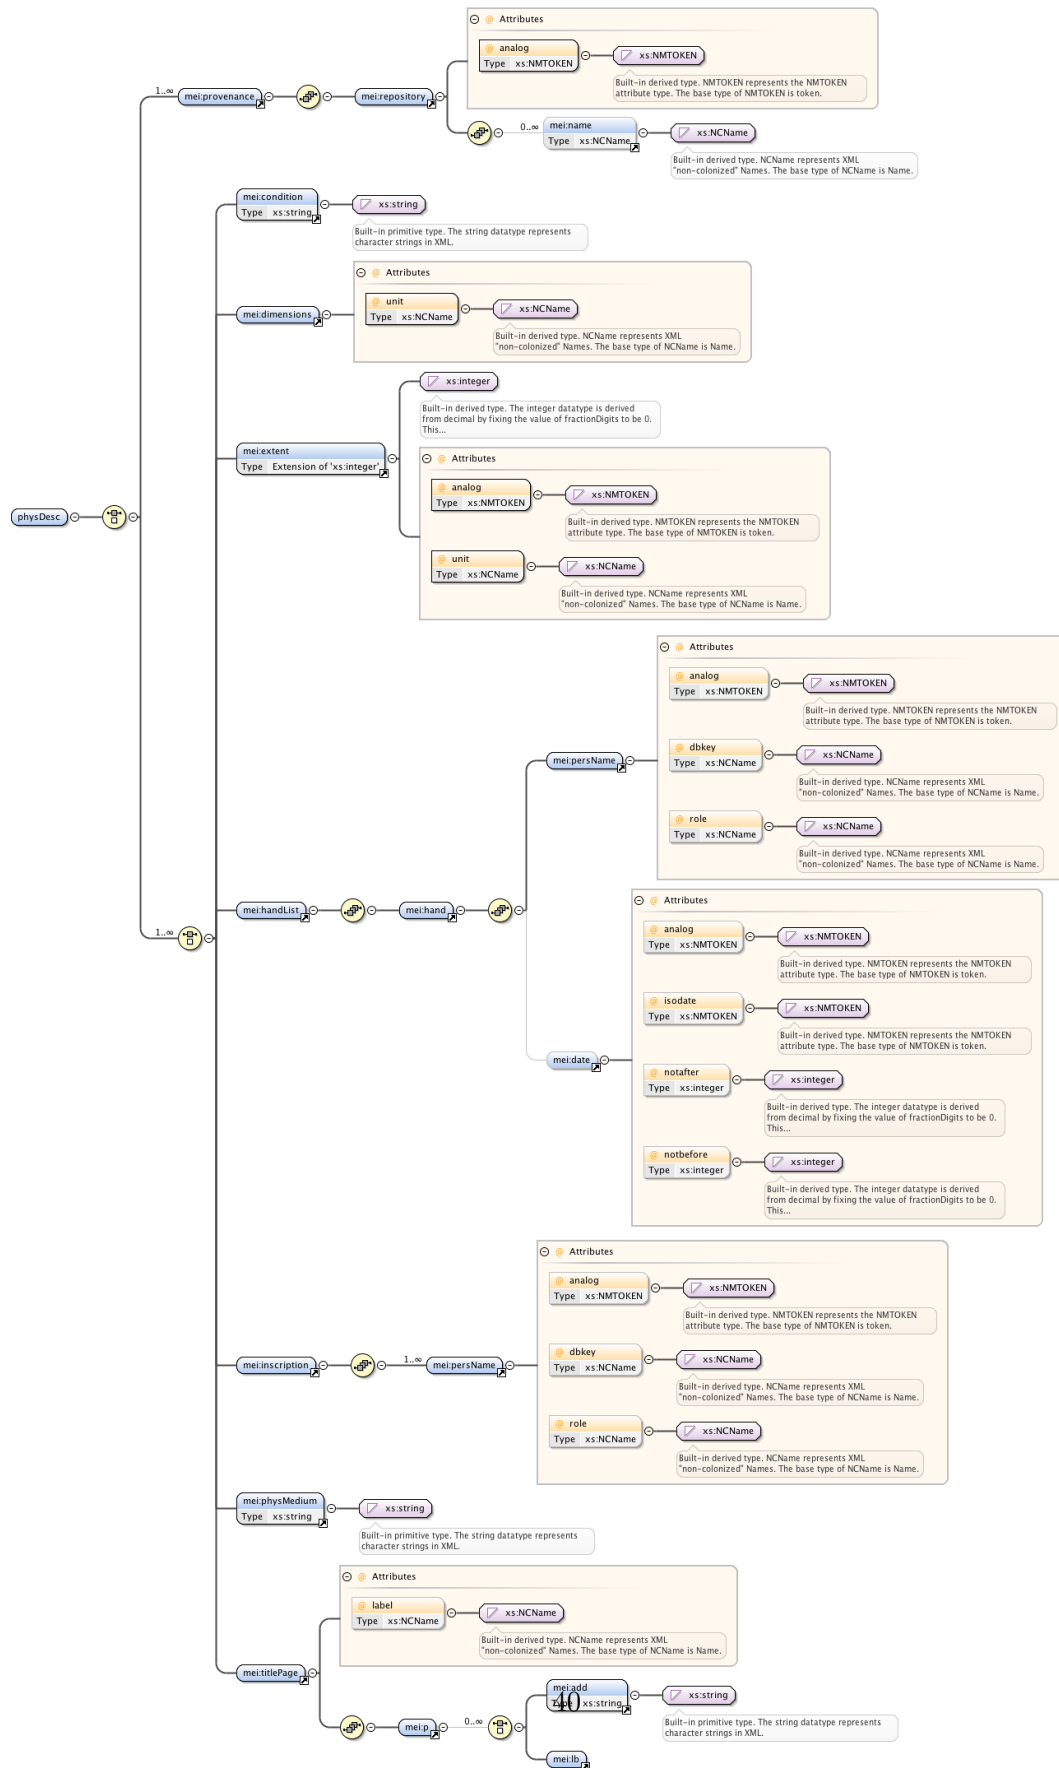 Attributes
analog
Type xs:NMTOKEN
xs:NMTOKEN
Built-in derived type. NMTOKEN represents the NMTOKEN
attribute type. The base type of NMTOKEN is token.
1..∞
mei:provenance
mei:repository
0..∞
mei:name
Type xs:NCName
xs:NCName
Built-in derived type. NCName represents XML
"non-colonized" Names. The base type of NCName is Name.
mei:condition
Type xs:string
xs:string
Built-in primitive type. The string datatype represents
character strings in XML.
Attributes
mei:dimensions
unit
Type xs:NCName
xs:NCName
Built-in derived type. NCName represents XML
"non-colonized" Names. The base type of NCName is Name.
xs:integer
Built-in derived type. The integer datatype is derived
from decimal by fixing the value of fractionDigits to be 0.
This...
mei:extent
Type Extension of 'xs:integer'
Attributes
analog
Type xs:NMTOKEN
xs:NMTOKEN
Built-in derived type. NMTOKEN represents the NMTOKEN
attribute type. The base type of NMTOKEN is token.
physDesc
unit
Type xs:NCName
xs:NCName
Built-in derived type. NCName represents XML
"non-colonized" Names. The base type of NCName is Name.
Attributes
analog
Type xs:NMTOKEN
xs:NMTOKEN
Built-in derived type. NMTOKEN represents the NMTOKEN
attribute type. The base type of NMTOKEN is token.
mei:persName
dbkey
Type xs:NCName
xs:NCName
Built-in derived type. NCName represents XML
"non-colonized" Names. The base type of NCName is Name.
role
Type xs:NCName
xs:NCName
Built-in derived type. NCName represents XML
"non-colonized" Names. The base type of NCName is Name.
mei:handList
mei:hand
1..∞
Attributes
analog
Type xs:NMTOKEN
xs:NMTOKEN
Built-in derived type. NMTOKEN represents the NMTOKEN
attribute type. The base type of NMTOKEN is token.
isodate
Type xs:NMTOKEN
xs:NMTOKEN
Built-in derived type. NMTOKEN represents the NMTOKEN
attribute type. The base type of NMTOKEN is token.
mei:date
notafter
Type xs:integer
xs:integer
Built-in derived type. The integer datatype is derived
from decimal by fixing the value of fractionDigits to be 0.
This...
notbefore
Type xs:integer
xs:integer
Built-in derived type. The integer datatype is derived
from decimal by fixing the value of fractionDigits to be 0.
This...
Attributes
analog
Type xs:NMTOKEN
xs:NMTOKEN
Built-in derived type. NMTOKEN represents the NMTOKEN
attribute type. The base type of NMTOKEN is token.
mei:inscription
1..∞
mei:persName
dbkey
Type xs:NCName
xs:NCName
Built-in derived type. NCName represents XML
"non-colonized" Names. The base type of NCName is Name.
role
Type xs:NCName
xs:NCName
Built-in derived type. NCName represents XML
"non-colonized" Names. The base type of NCName is Name.
mei:physMedium
Type xs:string
xs:string
Built-in primitive type. The string datatype represents
character strings in XML.
Attributes
label
Type xs:NCName
xs:NCName
Built-in derived type. NCName represents XML
"non-colonized" Names. The base type of NCName is Name.
mei:titlePage
mei:p
0..∞
mei:add
Type xs:string
40
xs:string
Built-in primitive type. The string datatype represents
character strings in XML.
mei:lb